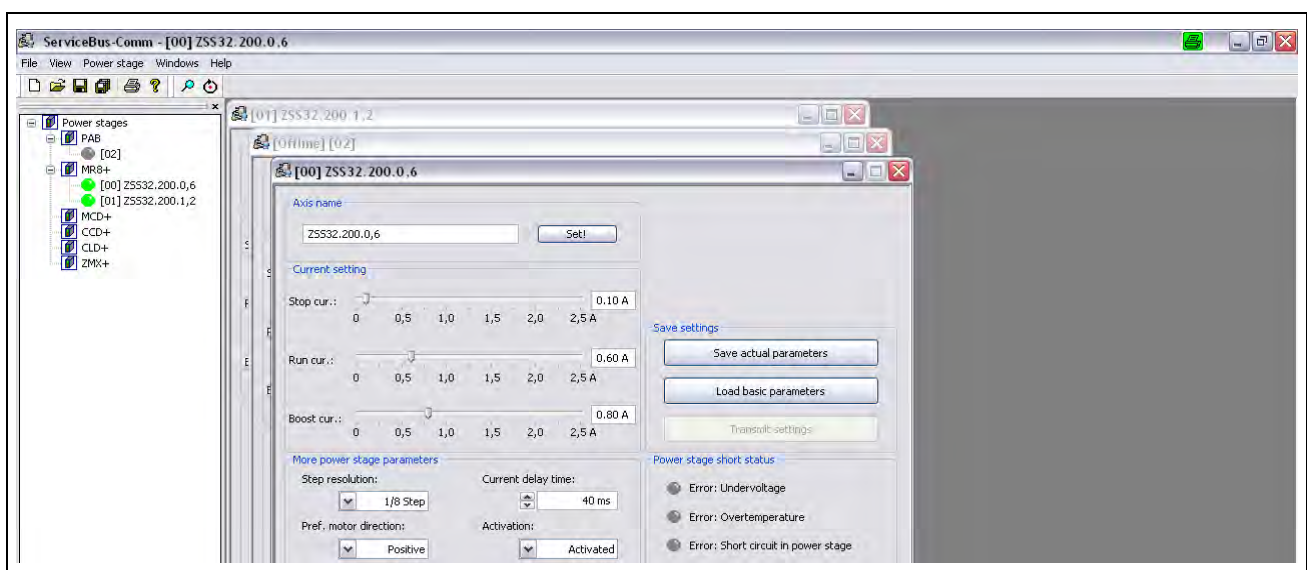 ServiceBus-Comm - [00] ZSS32.200.0,6
File View Power stage Windows Help
Power stages
PAB
[02]
MR8+
[00] ZSS32.200.0,6
[01] ZSS32.200.1,2
MCD+
CCD+
CLD+
ZMX+
[01] ZSS32.200.1,2
[Offline] [02]
[00] ZSS32.200.0,6
Axis name
ZSS32.200.0,6
Set!
Current setting
Stop cur.:
0.10 A
0 0,5 1,0 1,5 2,0 2,5 A
Run cur.:
0.60 A
0 0,5 1,0 1,5 2,0 2,5 A
Boost cur.:
0.80 A
0 0,5 1,0 1,5 2,0 2,5 A
Save settings
Save actual parameters
Load basic parameters
Transmit settings
More power stage parameters
Step resolution: Current delay time:
1/8 Step 40 ms
Pref. motor direction: Activation:
Positive Activated
Power stage short status
Error: Undervoltage
Error: Overtemperature
Error: Short circuit in power stage